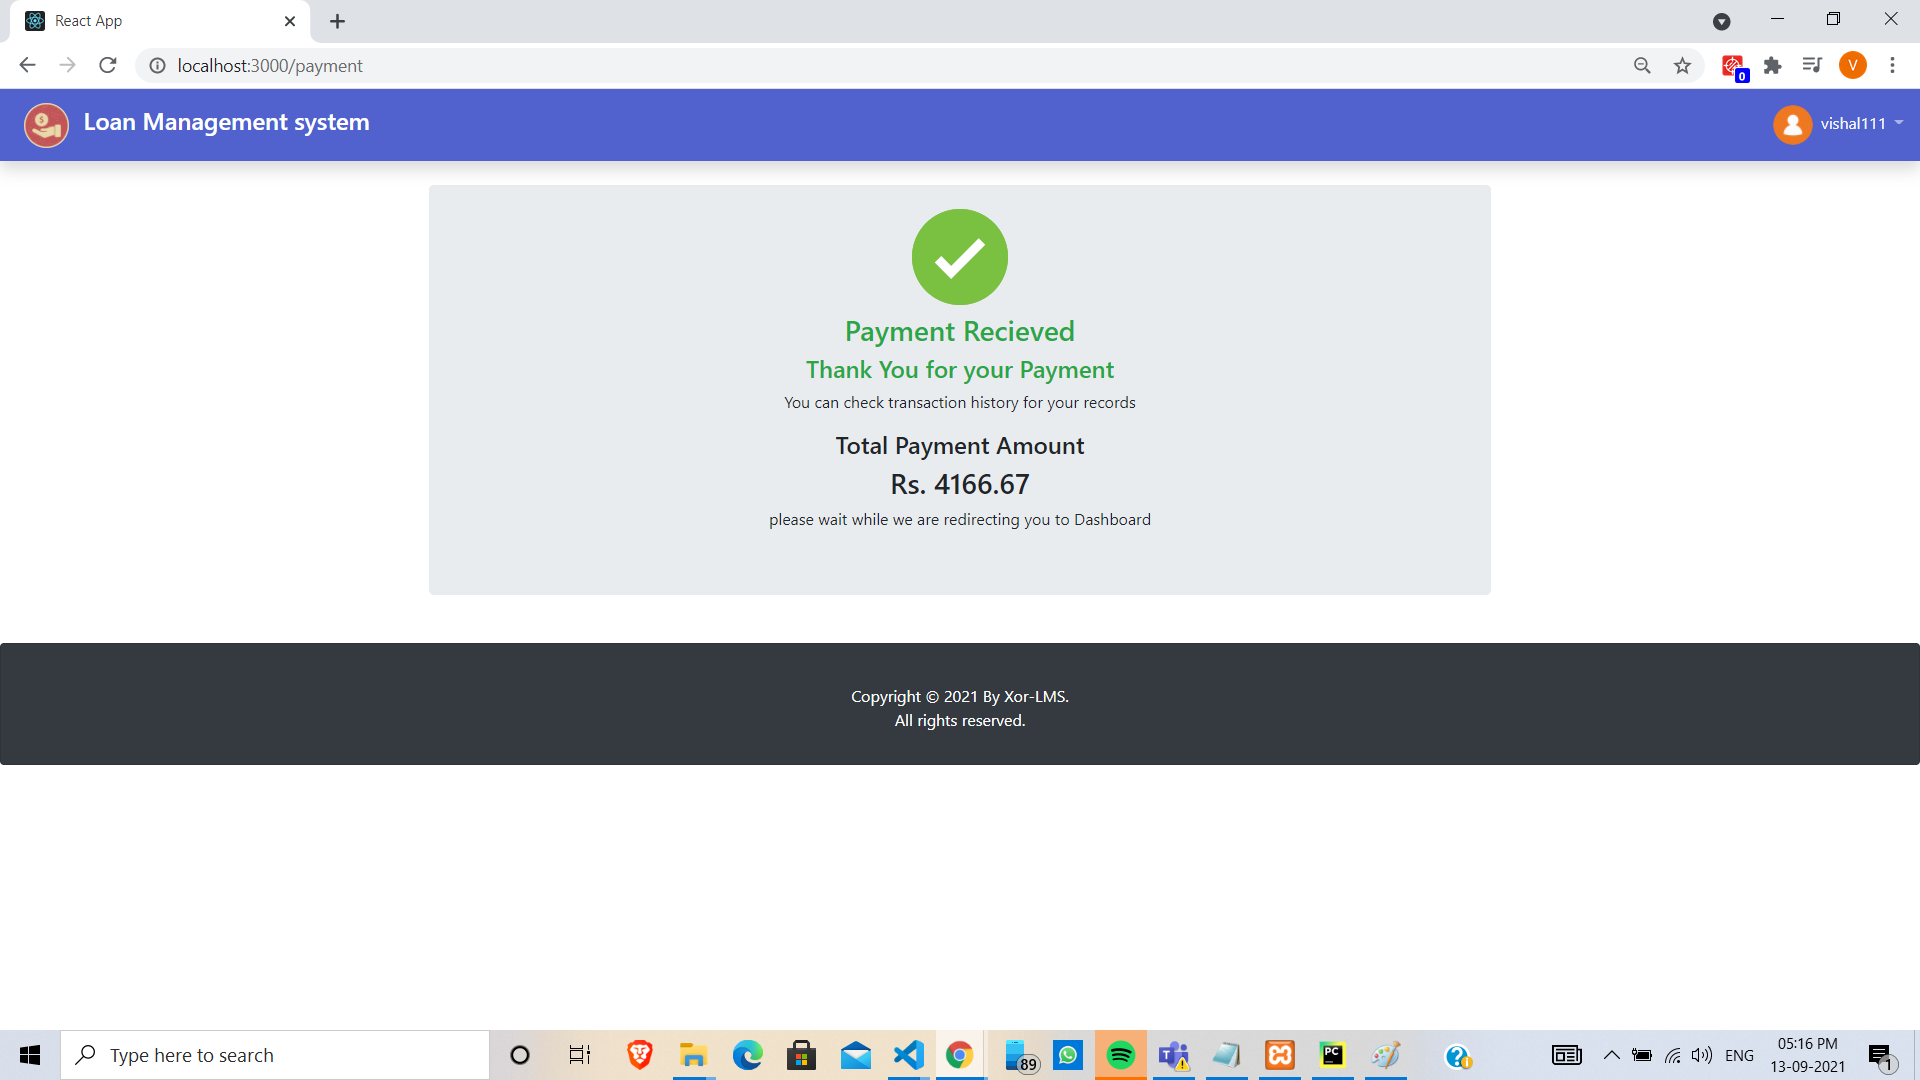 React App
localhost:3000/payment
0
V
Loan Management system
vishal111
Payment Recieved
Thank You for your Payment
You can check transaction history for your records
Total Payment Amount
Rs. 4166.67
please wait while we are redirecting you to Dashboard
Copyright © 2021 By Xor-LMS.
All rights reserved.
Type here to search
89
T
PC
ENG
05:16 PM
13-09-2021
1